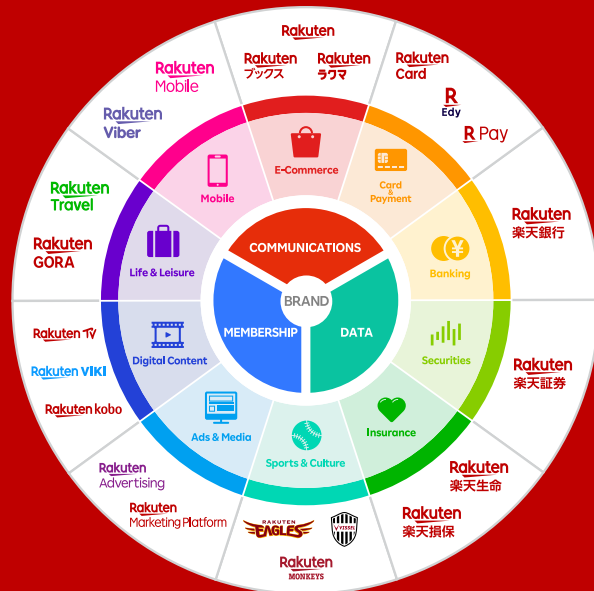 Rakuten
Rakuten
ブックス
Rakuten
ラクマ
Rakuten
Card
R
Edy
R Pay
Rakuten
楽天銀行
Rakuten
楽天証券
Rakuten
楽天生命
Rakuten
楽天損保
RAKUTEN
EAGLES
VISSEL
Rakuten
MONKEYS
Rakuten
Marketing Platform
Rakuten
Advertising
Rakuten kobo
Rakuten VIKI
Rakuten TV
Rakuten
GORA
Rakuten
Travel
Rakuten
Viber
Rakuten
Mobile
E-Commerce
Card
&
Payment
Banking
Securities
Insurance
Sports & Culture
Ads & Media
Digital Content
Life & Leisure
Mobile
COMMUNICATIONS
BRAND
MEMBERSHIP
DATA